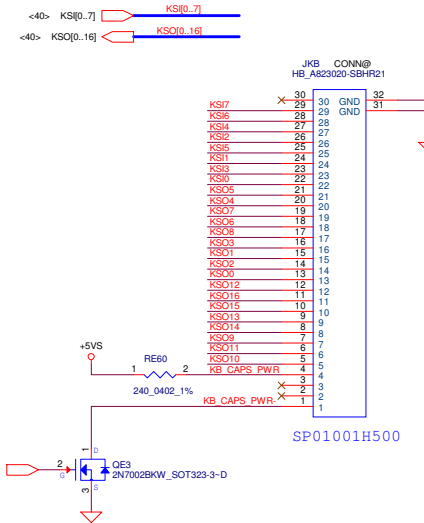 <40> KSI[0..7] KSI[0..7]
<40> KSO[0..16] KSO[0..16]
JKB CONN@
HB_A823020-SBHR21
30 30 GND 32
KSI7 29 29 GND 31
KSI6 28 28
KSI4 27 27
KSI2 26 26
KSI5 25 25
KSI1 24 24
KSI3 23 23
KSI0 22 22
KSO5 21 21
KSO4 20 20
KSO7 19 19
KSO6 18 18
KSO8 17 17
KSO3 16 16
KSO1 15 15
KSO2 14 14
KSO0 13 13
KSO12 12 12
KSO16 11 11
KSO15 10 10
KSO13 9 9
KSO14 8 8
KSO9 7 7
KSO11 6 6
KSO10 5 5
+5VS
RE60
1 2 KB_CAPS_PWR 4 4
3 3
240_0402_1%
2 2
KB_CAPS_PWR- 1 1
SP01001H500
1 D
2 G
QE3
2N7002BKW_SOT323-3~D
3 S